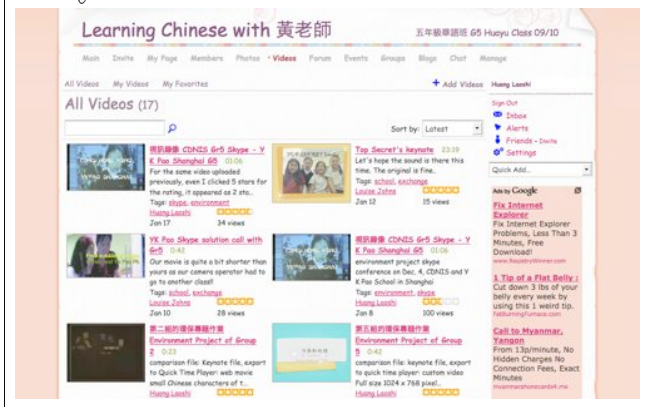 Learning Chinese with 黃老師
五年級華語班 G5 Huayu Class 09/10
Main Invite My Page Members Photos Videos Forum Events Groups Blogs Chat Manage
All Videos My Videos My Favorites
+ Add Videos
All Videos (17)
Sort by: Latest
視訊錄像 CDNIS Gr5 Skype - Y
K Pao Shanghai G5 01:06
For the same video uploaded
previously, even I clicked 5 stars for
the rating, it appeared as 2 sta..
Tags: skype, environment
Huang Laoshi
Jan 17 34 views
Top Secret's keynote 23:19
Let's hope the sound is there this
time. The original is fine..
Tags: school, exchange
Louise Johns
Jan 12 15 views
YK Pao Skype solution call with
Gr5 0:42
Our movie is quite a bit shorter than
yours as our camera operator had to
go to another class!!
Tags: school, exchange
Louise Johns
Jan 10 28 views
視訊錄像 CDNIS Gr5 Skype - Y
K Pao Shanghai G5 01:06
environment project skype
conference on Dec, 4, CDNIS and Y
K Pao School in Shanghai
Tags: environment, skype
Huang Laoshi
Jan 8 100 views
第二組的環保專題作業
Environment Project of Group
2 0:23
comparison file: Keynote file, export
to Quick Time Player: web movie
small Chinese characters of t..
Huang Laoshi
第五組的環保專題作業
Environment Project of Group
5 0:42
comparison file: keynote file, export
to quick time player: custom video
Full size 1024 x 768 pixel..
Huang Laoshi
Huang Laoshi
Sign Out
Inbox
Alerts
Friends - Invite
Settings
Quick Add...
Ads by Google
Fix Internet
Explorer
Fix Internet Explorer
Problems, Less Than 3
Minutes, Free
Download!
www.RegistryWinner.com
1 Tip of a Flat Belly :
Cut down 3 lbs of your
belly every week by
using this 1 weird tip.
FatBurningFurnace.com
Call to Myanmar,
Yangon
From 13p/minute, No
Hidden Charges No
Connection Fees, Exact
Minutes
myanmarphonecards4.me